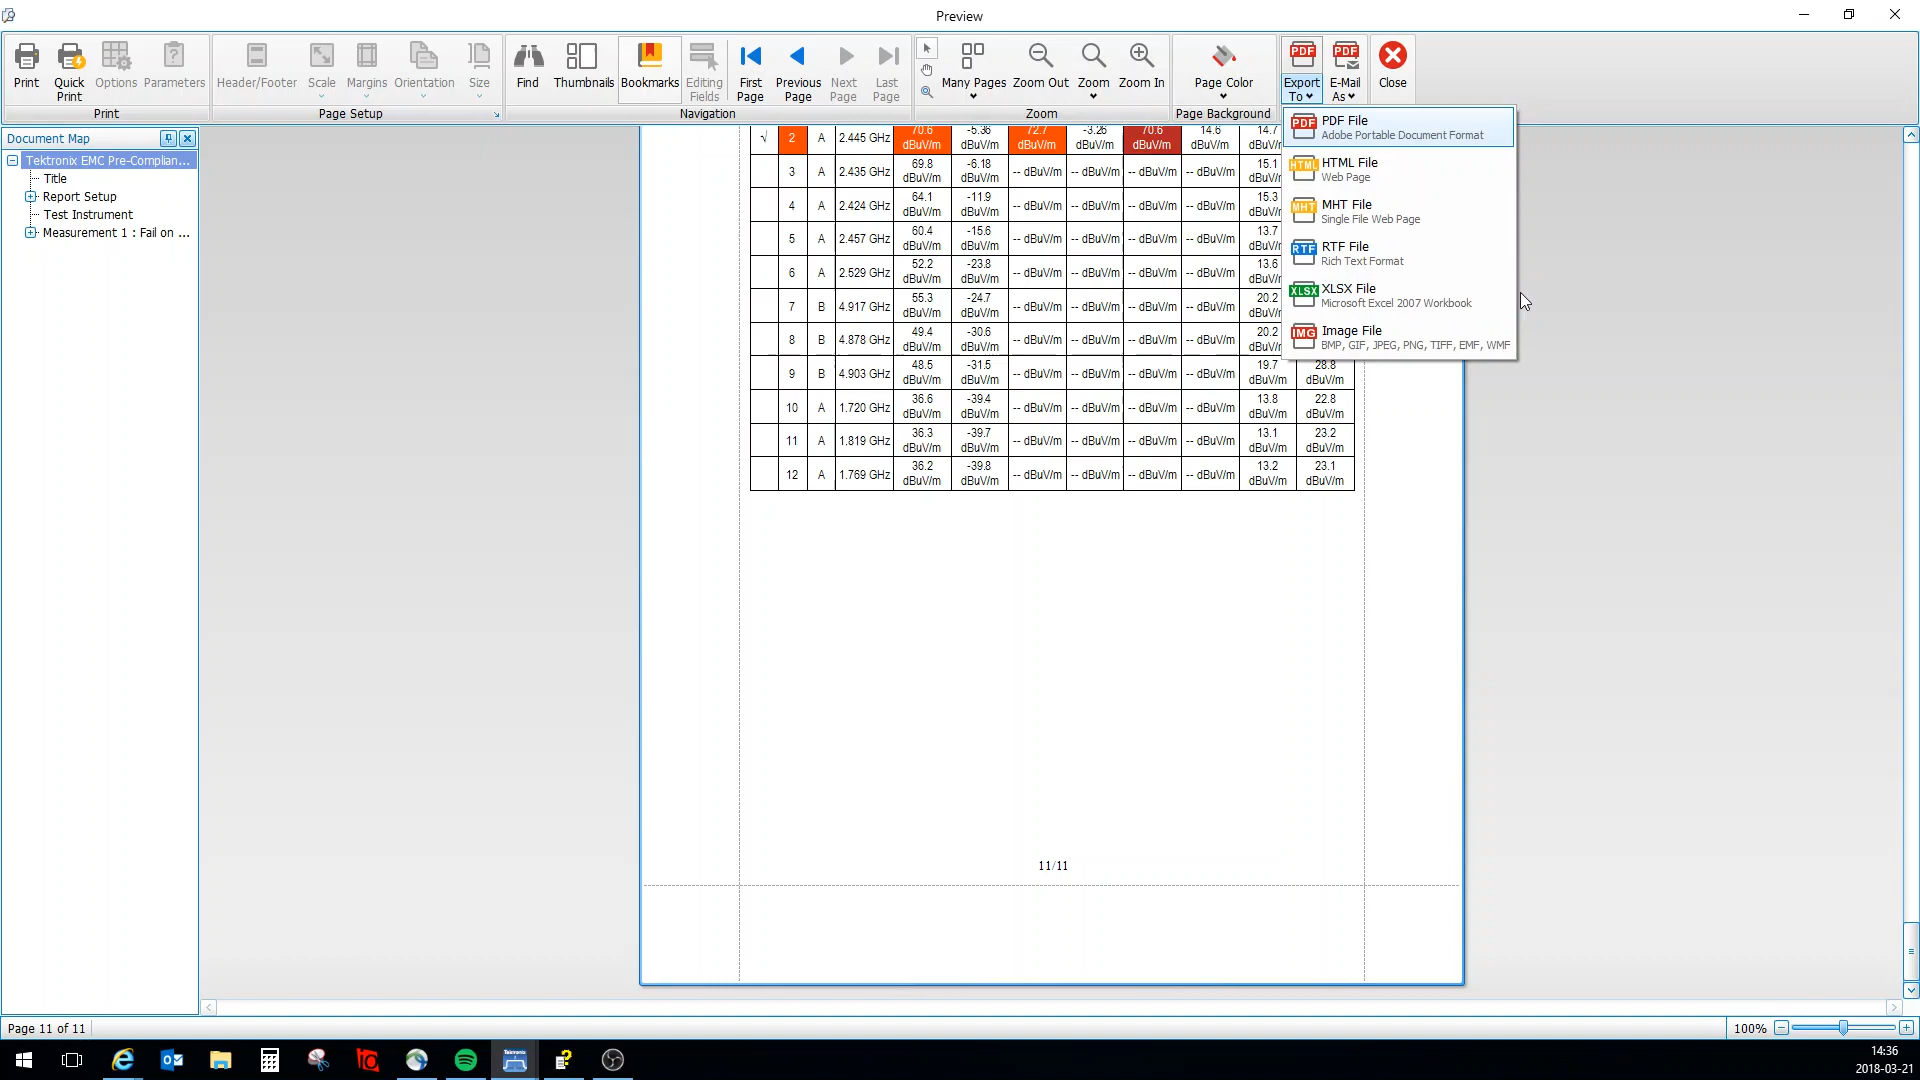 Preview
Print
Quick Print
Options
Parameters
Header/Footer
Scale
Margins
Orientation
Size
Find
Thumbnails
Bookmarks
Editing Fields
First Page
Previous Page
Next Page
Last Page
Many Pages
Zoom Out
Zoom
Zoom In
Page Color
PDF
Export To
PDF
E-Mail As
Close
Print
Page Setup
Navigation
Zoom
Page Background
Document Map
Tektronix EMC Pre-Complian...
Title
Report Setup
Test Instrument
Measurement 1 : Fail on ...
PDF PDF File
Adobe Portable Document Format
HTML HTML File
Web Page
MHT MHT File
Single File Web Page
RTF RTF File
Rich Text Format
XLSX XLSX File
Microsoft Excel 2007 Workbook
IMG Image File
BMP, GIF, JPEG, PNG, TIFF, EMF, WMF
√ 2 A 2.445 GHz 70.6 dBuV/m -5.36 dBuV/m 72.7 dBuV/m -3.26 dBuV/m 70.6 dBuV/m 14.6 dBuV/m 14.7
3 A 2.435 GHz 69.8 dBuV/m -6.18 dBuV/m -- dBuV/m -- dBuV/m -- dBuV/m -- dBuV/m 15.1
4 A 2.424 GHz 64.1 dBuV/m -11.9 dBuV/m -- dBuV/m -- dBuV/m -- dBuV/m -- dBuV/m 15.3
5 A 2.457 GHz 60.4 dBuV/m -15.6 dBuV/m -- dBuV/m -- dBuV/m -- dBuV/m -- dBuV/m 13.7
6 A 2.529 GHz 52.2 dBuV/m -23.8 dBuV/m -- dBuV/m -- dBuV/m -- dBuV/m -- dBuV/m 13.6
7 B 4.917 GHz 55.3 dBuV/m -24.7 dBuV/m -- dBuV/m -- dBuV/m -- dBuV/m -- dBuV/m 20.2
8 B 4.878 GHz 49.4 dBuV/m -30.6 dBuV/m -- dBuV/m -- dBuV/m -- dBuV/m -- dBuV/m 20.2
9 B 4.903 GHz 48.5 dBuV/m -31.5 dBuV/m -- dBuV/m -- dBuV/m -- dBuV/m -- dBuV/m 19.7 dBuV/m 28.8 dBuV/m
10 A 1.720 GHz 36.6 dBuV/m -39.4 dBuV/m -- dBuV/m -- dBuV/m -- dBuV/m -- dBuV/m 13.8 dBuV/m 22.8 dBuV/m
11 A 1.819 GHz 36.3 dBuV/m -39.7 dBuV/m -- dBuV/m -- dBuV/m -- dBuV/m -- dBuV/m 13.1 dBuV/m 23.2 dBuV/m
12 A 1.769 GHz 36.2 dBuV/m -39.8 dBuV/m -- dBuV/m -- dBuV/m -- dBuV/m -- dBuV/m 13.2 dBuV/m 23.1 dBuV/m
11/11
Page 11 of 11
100%
Tektronix
14:36
2018-03-21